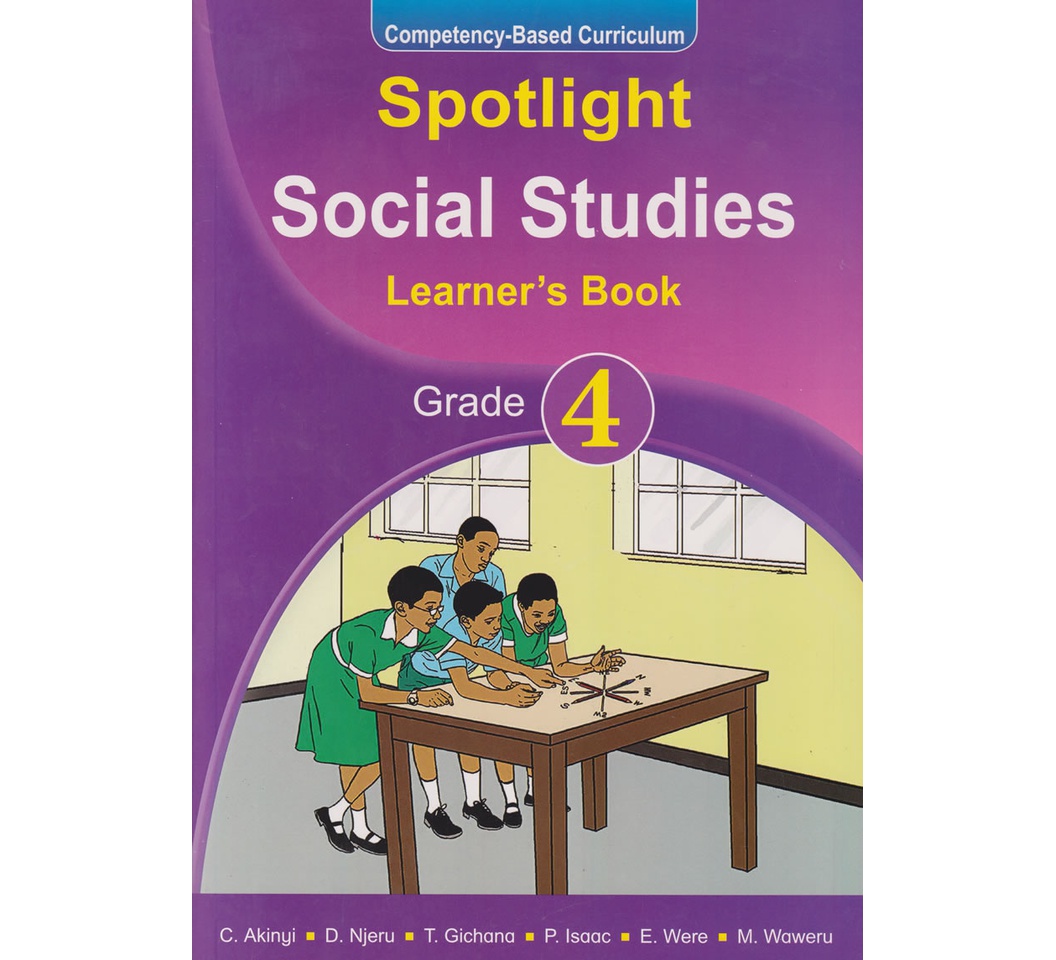 Competency-Based Curriculum
Spotlight
Social Studies
Learner's Book
Grade 4
C. Akinyi ▪ D. Njeru ▪ T. Gichana ▪ P. Isaac ▪ E. Were ▪ M. Waweru